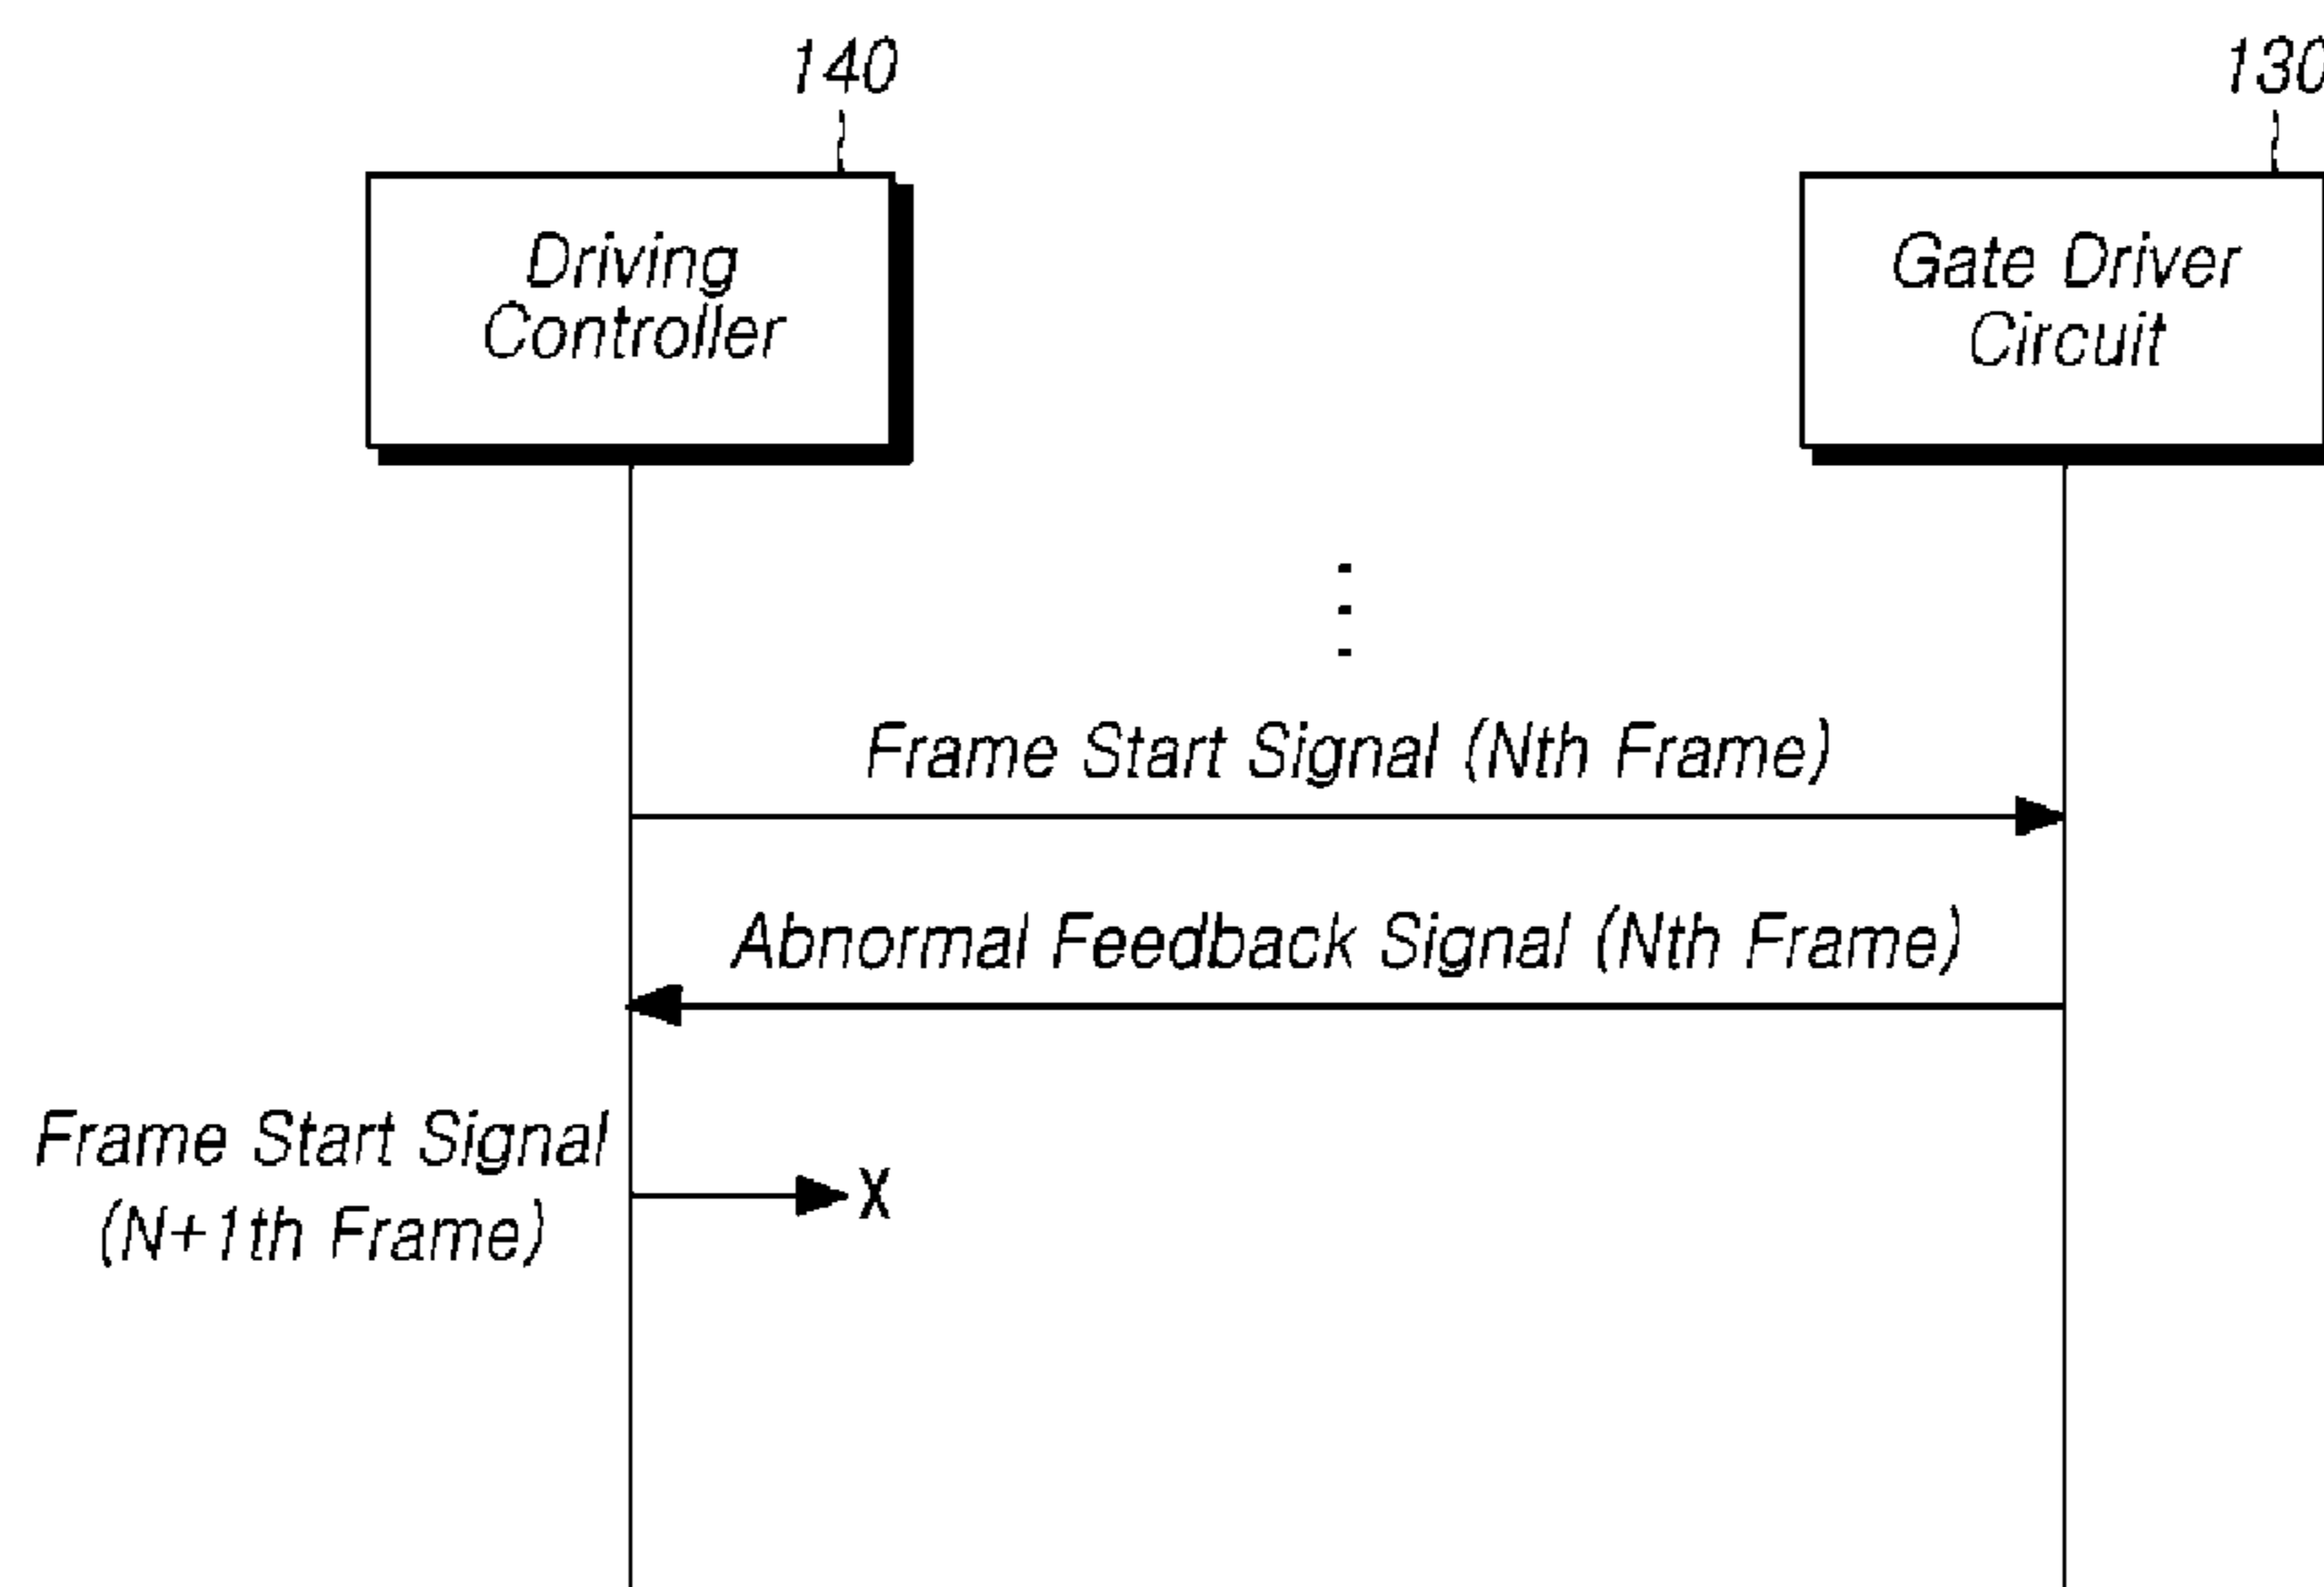 140
130
Driving
Controller
Gate Driver
Circuit
Frame Start Signal (Nth Frame)
Abnormal Feedback Signal (Nth Frame)
Frame Start Signal
(N+1th Frame)
X